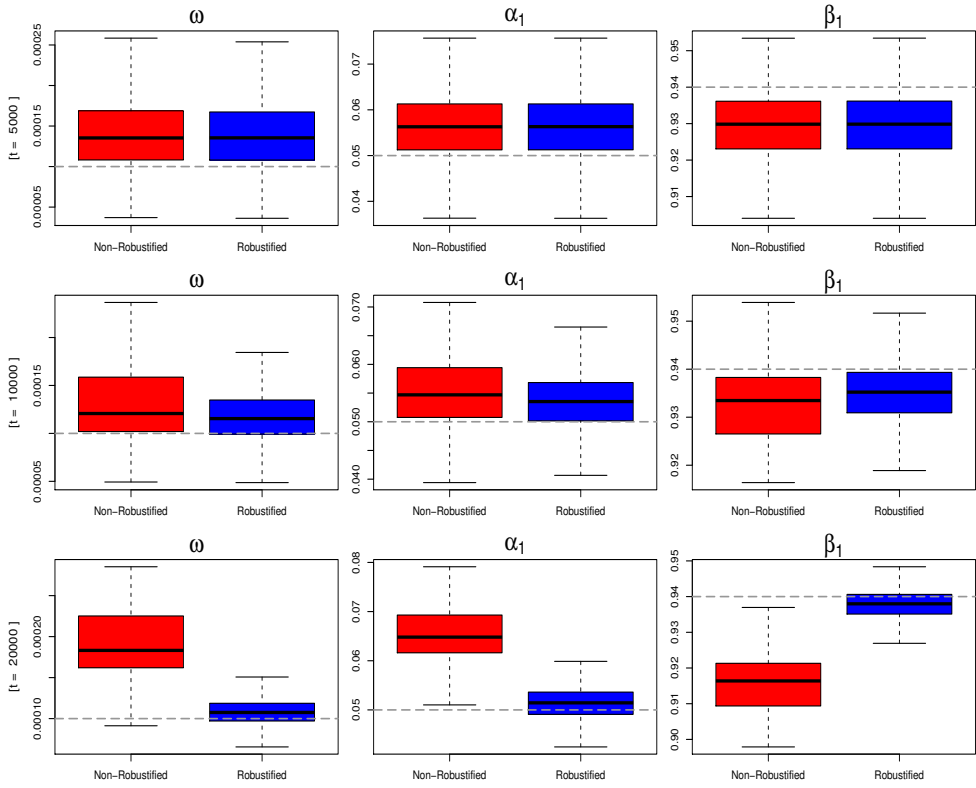 ω
α1
β1
[t = 5000 ]
0.00005
0.00015
0.00025
0.04
0.05
0.06
0.07
0.91
0.92
0.93
0.94
0.95
Non−Robustified
Robustified
Non−Robustified
Robustified
Non−Robustified
Robustified
ω
α1
β1
[t = 10000 ]
0.00005
0.00015
0.040
0.050
0.060
0.070
0.92
0.93
0.94
0.95
Non−Robustified
Robustified
Non−Robustified
Robustified
Non−Robustified
Robustified
ω
α1
β1
[t = 20000 ]
0.00010
0.00020
0.05
0.06
0.07
0.08
0.90
0.91
0.92
0.93
0.94
0.95
Non−Robustified
Robustified
Non−Robustified
Robustified
Non−Robustified
Robustified